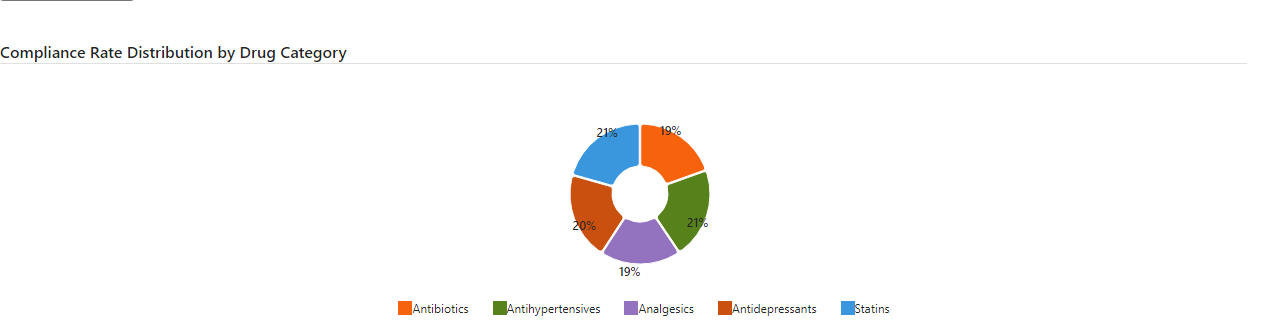 Compliance Rate Distribution by Drug Category
21%
19%
20%
21%
19%
Antibiotics Antihypertensives Analgesics Antidepressants Statins